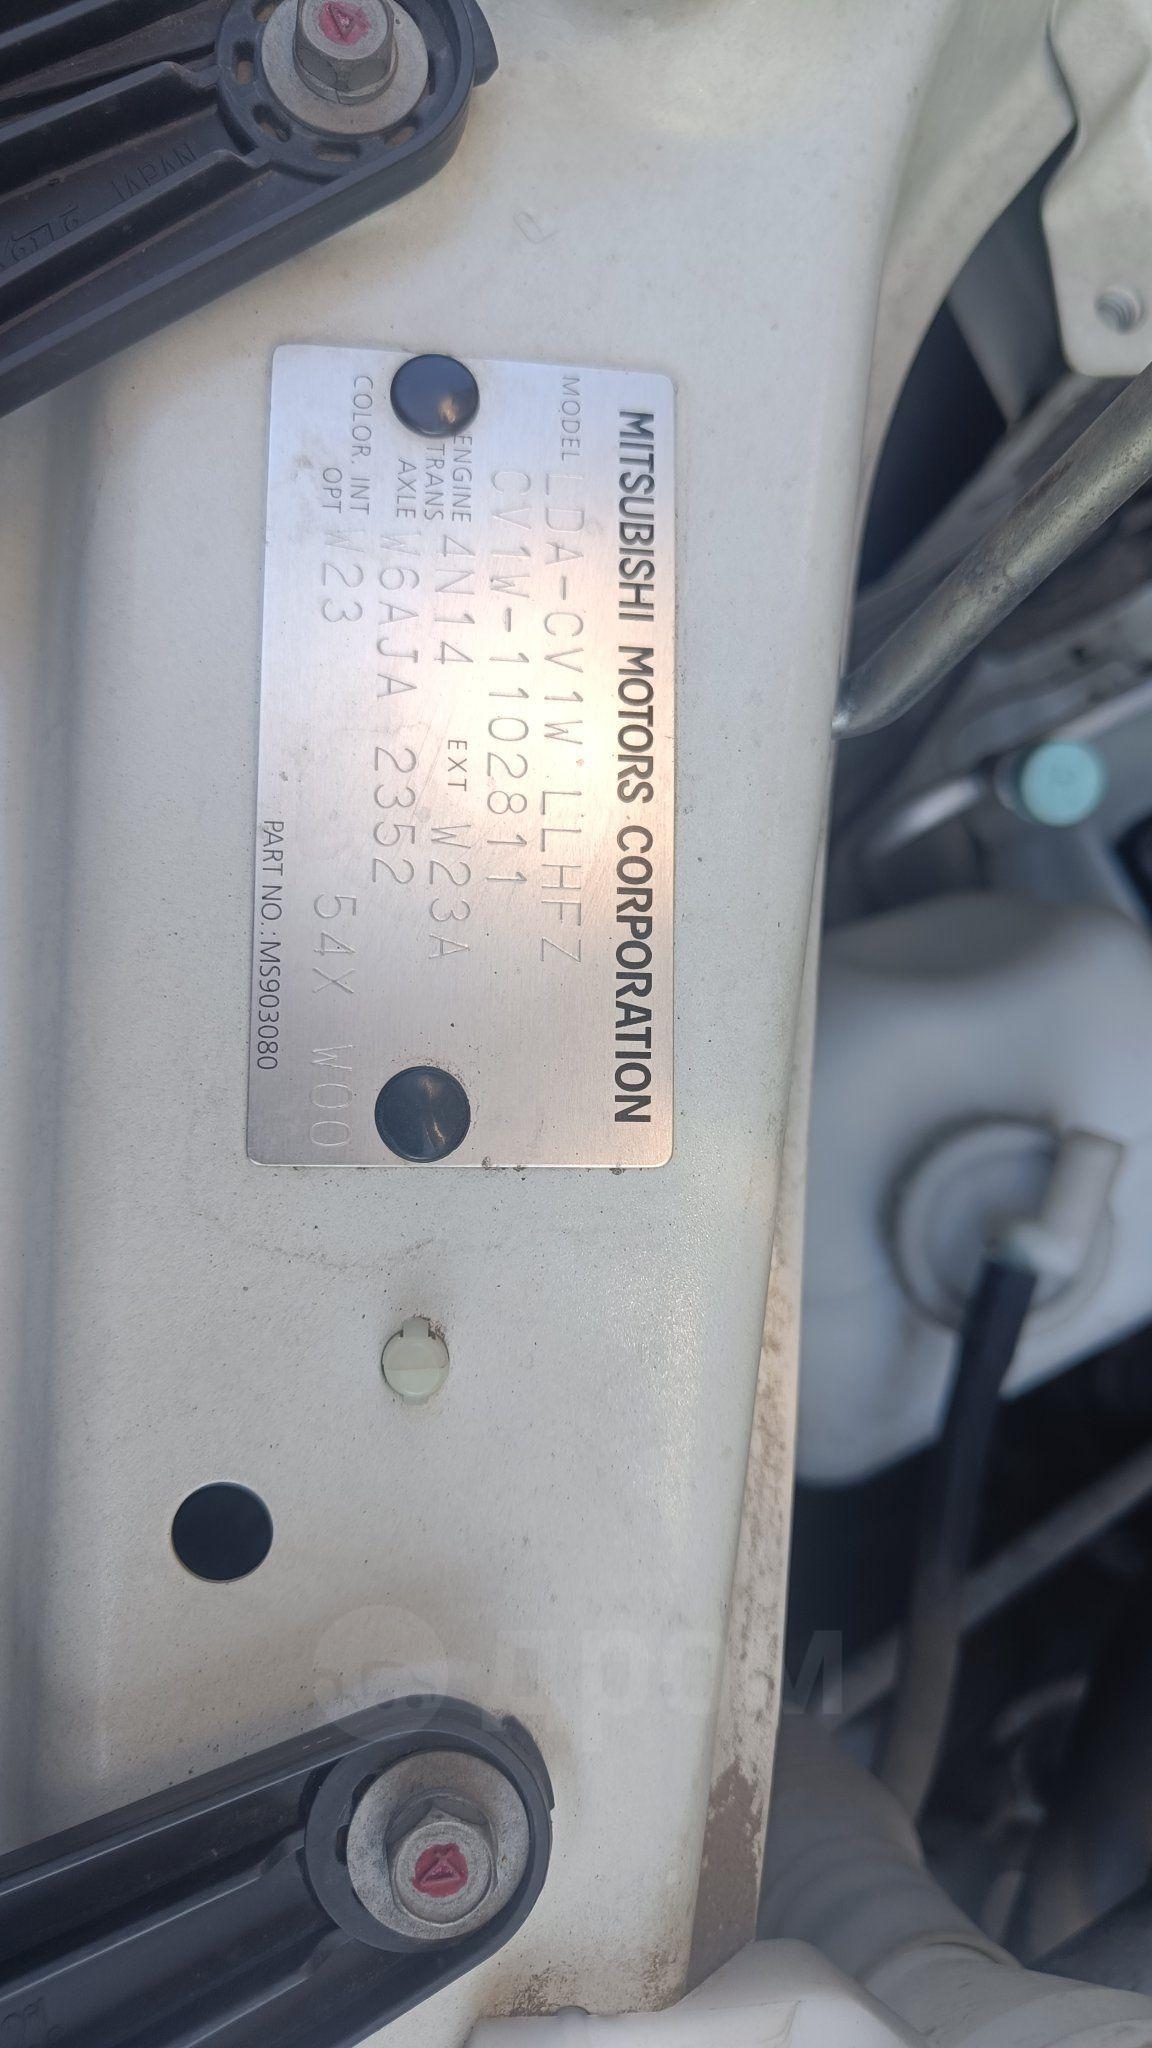 MITSUBISHI MOTORS CORPORATION
MODEL LDA-CV1W LLHFZ
CV1W-1102811
ENGINE 4N14 EXT W23A
TRANS
AXLE W6AJA 2352
COLOR. INT
OPT W23 54X W00
PART NO.: MS903080
ДРОМ